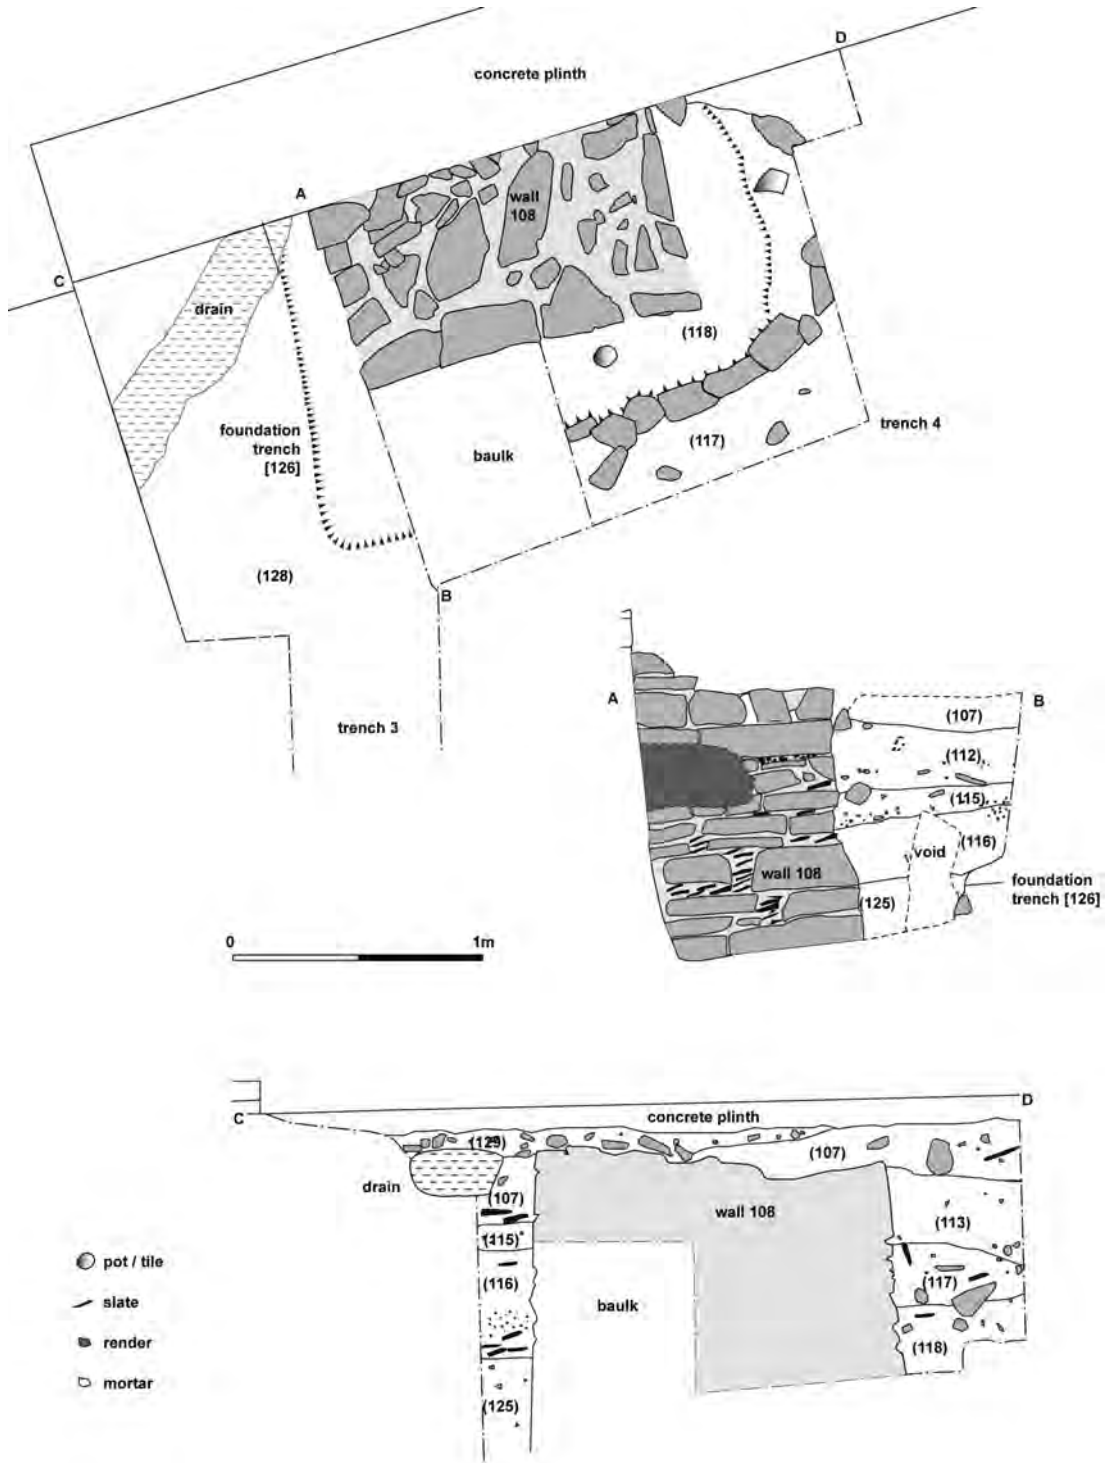 concrete plinth
D
A
wall
108
C
drain
(118)
foundation
trench
[126]
baulk
(117)
trench 4
(128)
B
trench 3
A
B
(107)
(112)
(115)
(116)
void
wall 108
(125)
foundation
trench [126]
0
1m
C
D
concrete plinth
(129)
(107)
drain
(107)
wall 108
(113)
(115)
(116)
(117)
baulk
(118)
(125)
pot / tile
slate
render
mortar